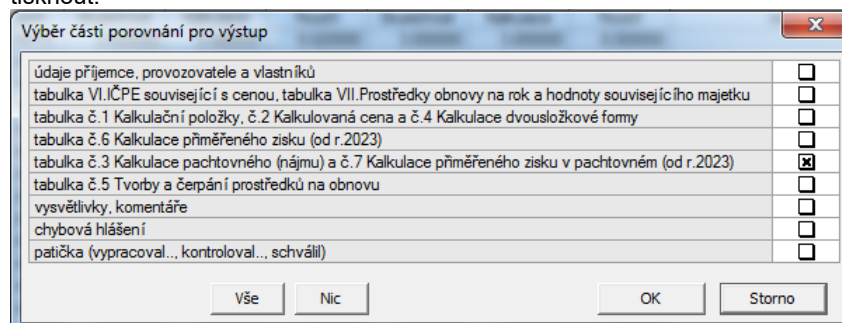 tisknout.
Výběr části porovnání pro výstup
údaje příjemce, provozovatele a vlastníků
tabulka VI.IČPE související s cenou, tabulka VII.Prostředky obnovy na rok a hodnoty souvisejícího majetku
tabulka č.1 Kalkulační položky, č.2 Kalkulovaná cena a č.4 Kalkulace dvousložkové formy
tabulka č.6 Kalkulace přiměřeného zisku (od r.2023)
tabulka č.3 Kalkulace pachtovného (nájmu) a č.7 Kalkulace přiměřeného zisku v pachtovném (od r.2023)
tabulka č.5 Tvorby a čerpání prostředků na obnovu
vysvětlivky, komentáře
chybová hlášení
patička (vypracoval.., kontroloval.., schválil)
Vše Nic OK Storno